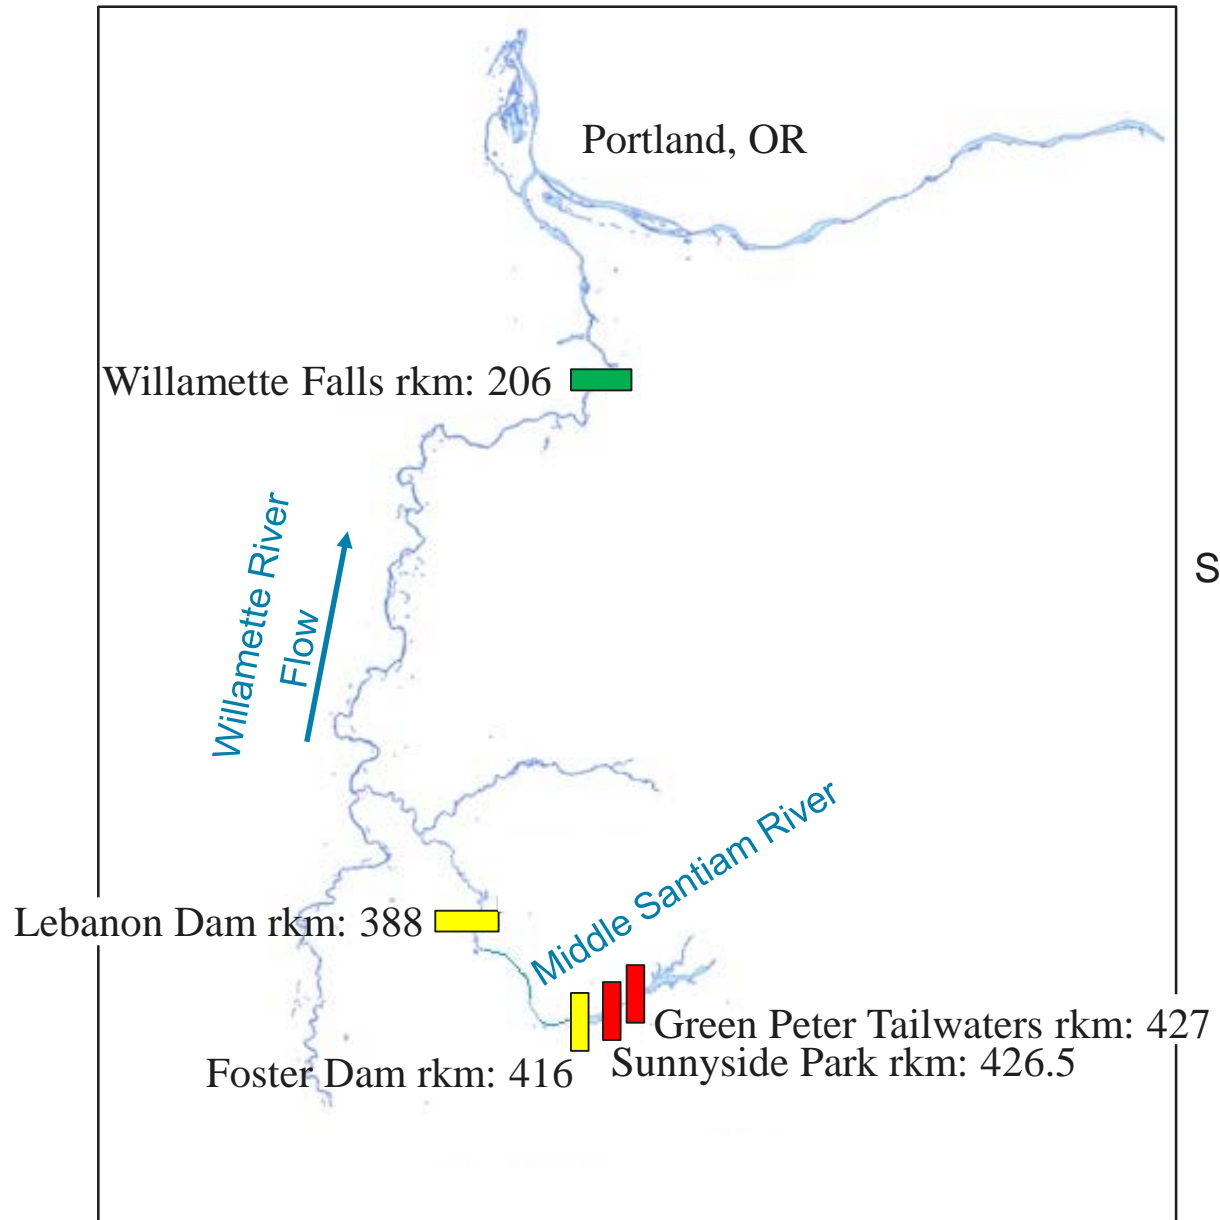 Portland, OR
Willamette Falls rkm: 206
Willamette River
Flow
S
Middle Santiam River
Lebanon Dam rkm: 388
Green Peter Tailwaters rkm: 427
Sunnyside Park rkm: 426.5
Foster Dam rkm: 416